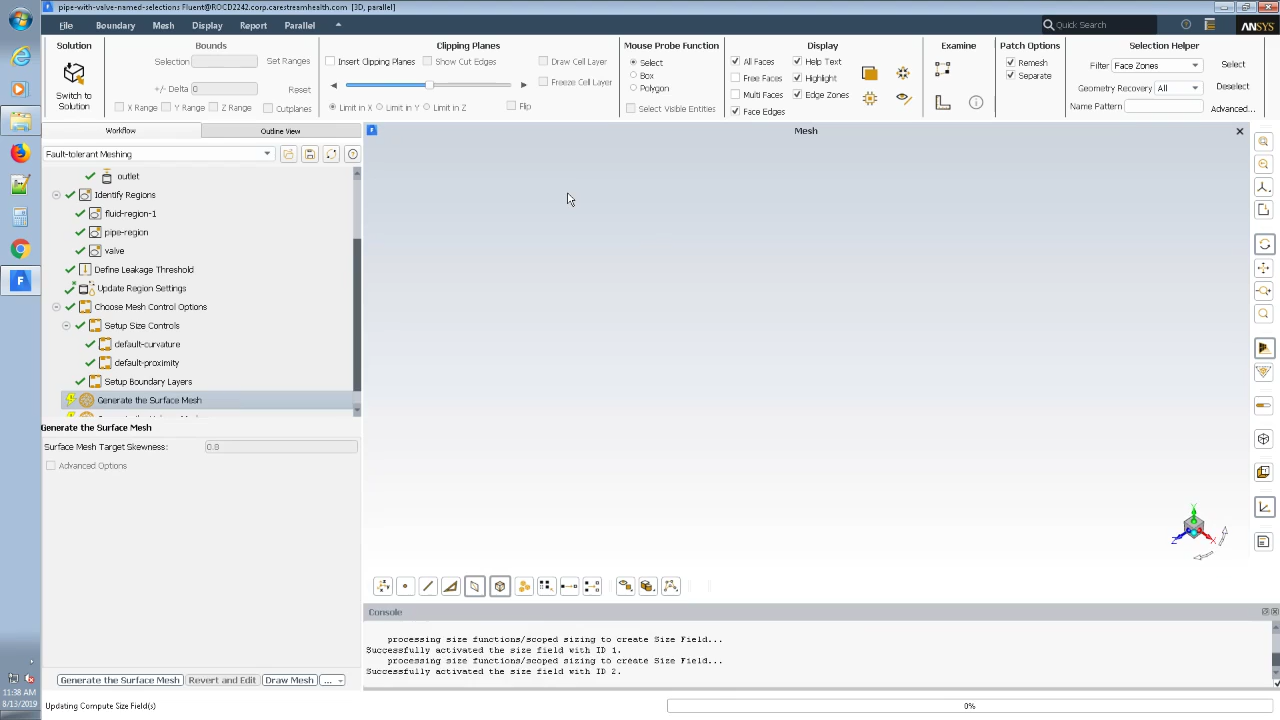 pipe-with-valve-named-selections Fluent@ROCD2242.corp.carestreamhealth.com [3D, parallel]
File Boundary Mesh Display Report Parallel
Quick Search
ANSYS
Solution
Switch to
Solution
Bounds
Selection Set Ranges
+/- Delta 0 Reset
X Range Y Range Z Range Cutplanes
Clipping Planes
Insert Clipping Planes Show Cut Edges Draw Cell Layer
Freeze Cell Layer
Limit in X Limit in Y Limit in Z Flip
Mouse Probe Function
Select
Box
Polygon
Select Visible Entities
Display
All Faces Help Text
Free Faces Highlight
Multi Faces Edge Zones
Face Edges
Examine
Patch Options
Remesh
Separate
Selection Helper
Filter Face Zones Select
Geometry Recovery All Deselect
Name Pattern Advanced...
Workflow Outline View
Fault-tolerant Meshing
outlet
Identify Regions
fluid-region-1
pipe-region
valve
Define Leakage Threshold
Update Region Settings
Choose Mesh Control Options
Setup Size Controls
default-curvature
default-proximity
Setup Boundary Layers
Generate the Surface Mesh
Generate the Surface Mesh
Surface Mesh Target Skewness: 0.8
Advanced Options
Generate the Surface Mesh Revert and Edit Draw Mesh ...
Updating Compute Size Field(s)
Mesh
Y
Z X
Console
processing size functions/scoped sizing to create Size Field...
Successfully activated the size field with ID 1.
processing size functions/scoped sizing to create Size Field...
Successfully activated the size field with ID 2.
0%
11:38 AM
8/13/2019